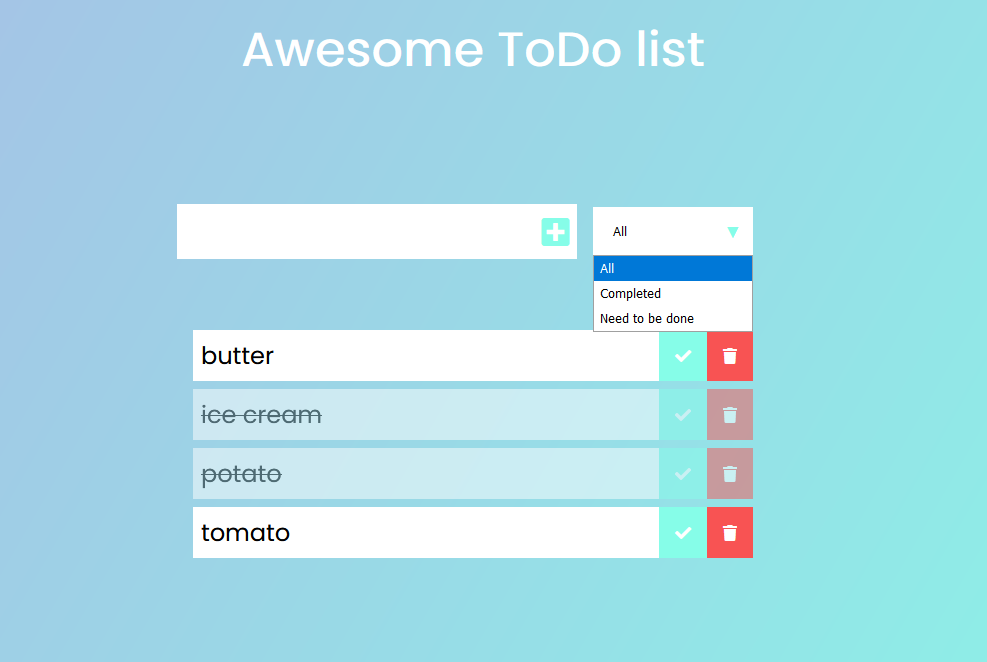 Awesome ToDo list
All
All
Completed
Need to be done
butter
ice cream
potato
tomato